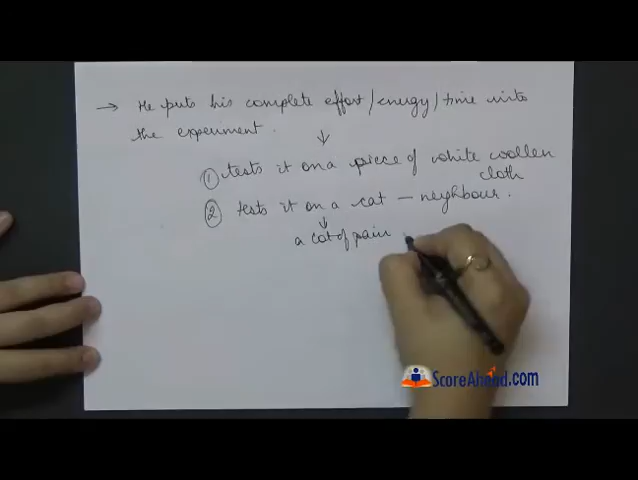 → He puts his complete effort/energy/time into
the experiment.
↓
① tests it on a piece of white woollen
cloth
② tests it on a cat — neighbour.
↓
a cat of pain
ScoreAhead.com